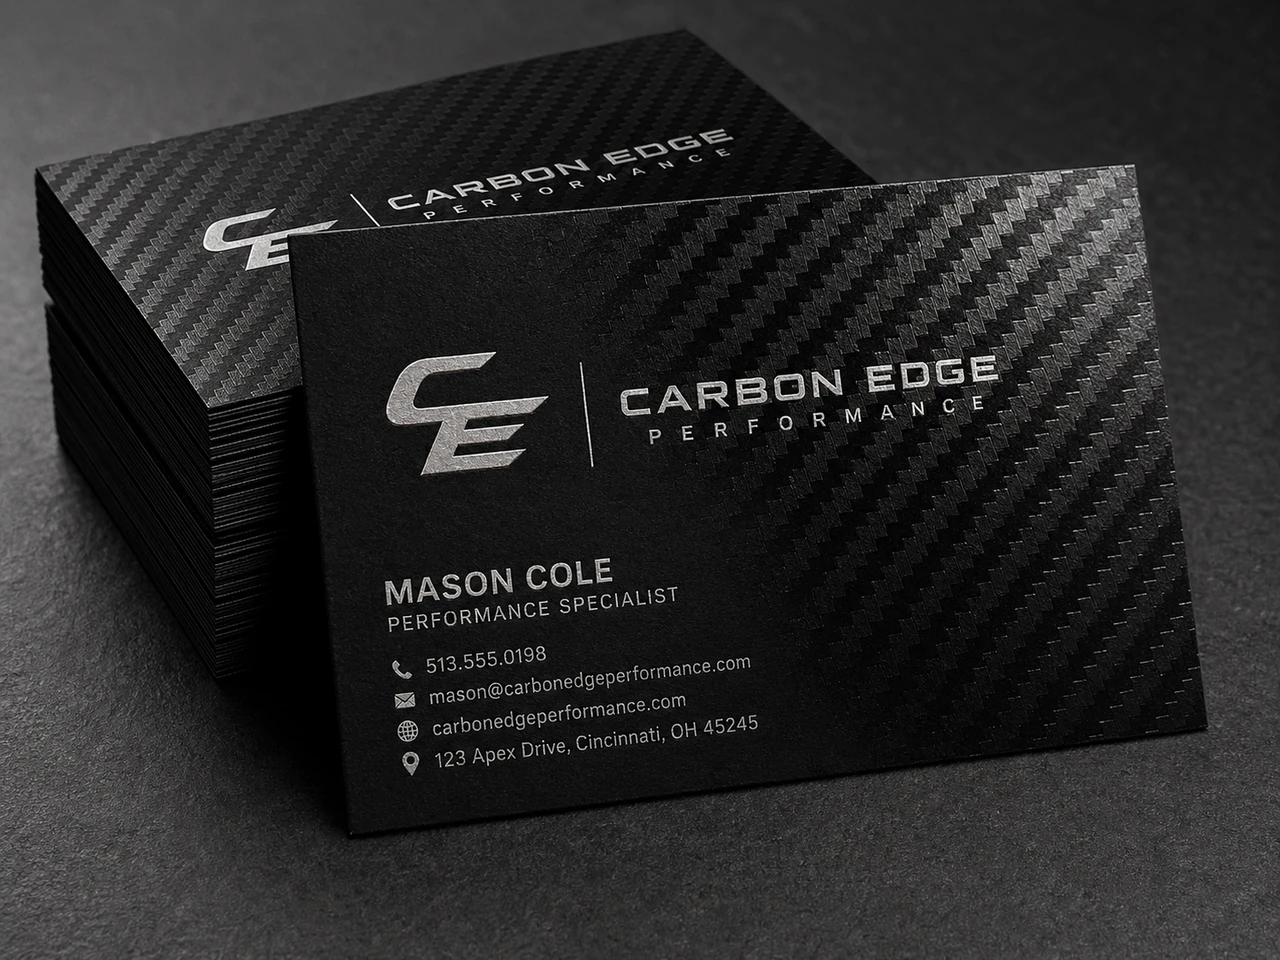 CE
CARBON EDGE
PERFORMANCE
CE
CARBON EDGE
PERFORMANCE
MASON COLE
PERFORMANCE SPECIALIST
513.555.0198
mason@carbonedgeperformance.com
carbonedgeperformance.com
123 Apex Drive, Cincinnati, OH 45245